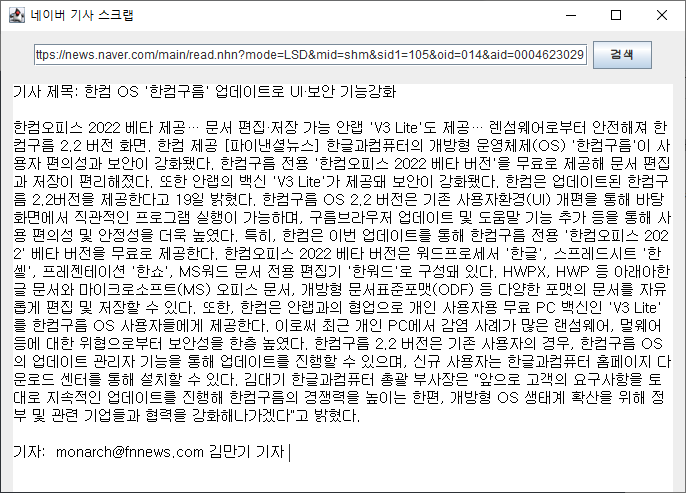 네이버 기사 스크랩
ttps://news.naver.com/main/read.nhn?mode=LSD&mid=shm&sid1=105&oid=014&aid=0004623029
검색
기사 제목: 한컴 OS '한컴구름' 업데이트로 UI·보안 기능강화
한컴오피스 2022 베타 제공… 문서 편집·저장 가능 안랩 'V3 Lite'도 제공… 렌섬웨어로부터 안전해져 한
컴구름 2.2 버전 화면. 한컴 제공 [파이낸셜뉴스] 한글과컴퓨터의 개방형 운영체제(OS) '한컴구름'이 사
용자 편의성과 보안이 강화됐다. 한컴구름 전용 '한컴오피스 2022 베타 버전'을 무료로 제공해 문서 편집
과 저장이 편리해졌다. 또한 안랩의 백신 'V3 Lite'가 제공돼 보안이 강화됐다. 한컴은 업데이트된 한컴구
름 2.2버전을 제공한다고 19일 밝혔다. 한컴구름 OS 2.2 버전은 기존 사용자환경(UI) 개편을 통해 바탕
화면에서 직관적인 프로그램 실행이 가능하며, 구름브라우저 업데이트 및 도움말 기능 추가 등을 통해 사
용 편의성 및 안정성을 더욱 높였다. 특히, 한컴은 이번 업데이트를 통해 한컴구름 전용 '한컴오피스 202
2' 베타 버전을 무료로 제공한다. 한컴오피스 2022 베타 버전은 워드프로세서 '한글', 스프레드시트 '한
셀', 프레젠테이션 '한쇼', MS워드 문서 전용 편집기 '한워드'로 구성돼 있다. HWPX, HWP 등 아래아한
글 문서와 마이크로소프트(MS) 오피스 문서, 개방형 문서표준포맷(ODF) 등 다양한 포맷의 문서를 자유
롭게 편집 및 저장할 수 있다. 또한, 한컴은 안랩과의 협업으로 개인 사용자용 무료 PC 백신인 'V3 Lite'
를 한컴구름 OS 사용자들에게 제공한다. 이로써 최근 개인 PC에서 감염 사례가 많은 랜섬웨어, 멀웨어
등에 대한 위협으로부터 보안성을 한층 높였다. 한컴구름 2.2 버전은 기존 사용자의 경우, 한컴구름 OS
의 업데이트 관리자 기능을 통해 업데이트를 진행할 수 있으며, 신규 사용자는 한글과컴퓨터 홈페이지 다
운로드 센터를 통해 설치할 수 있다. 김대기 한글과컴퓨터 총괄 부사장은 "앞으로 고객의 요구사항을 토
대로 지속적인 업데이트를 진행해 한컴구름의 경쟁력을 높이는 한편, 개방형 OS 생태계 확산을 위해 정
부 및 관련 기업들과 협력을 강화해나가겠다"고 밝혔다.
기자: monarch@fnnews.com 김만기 기자